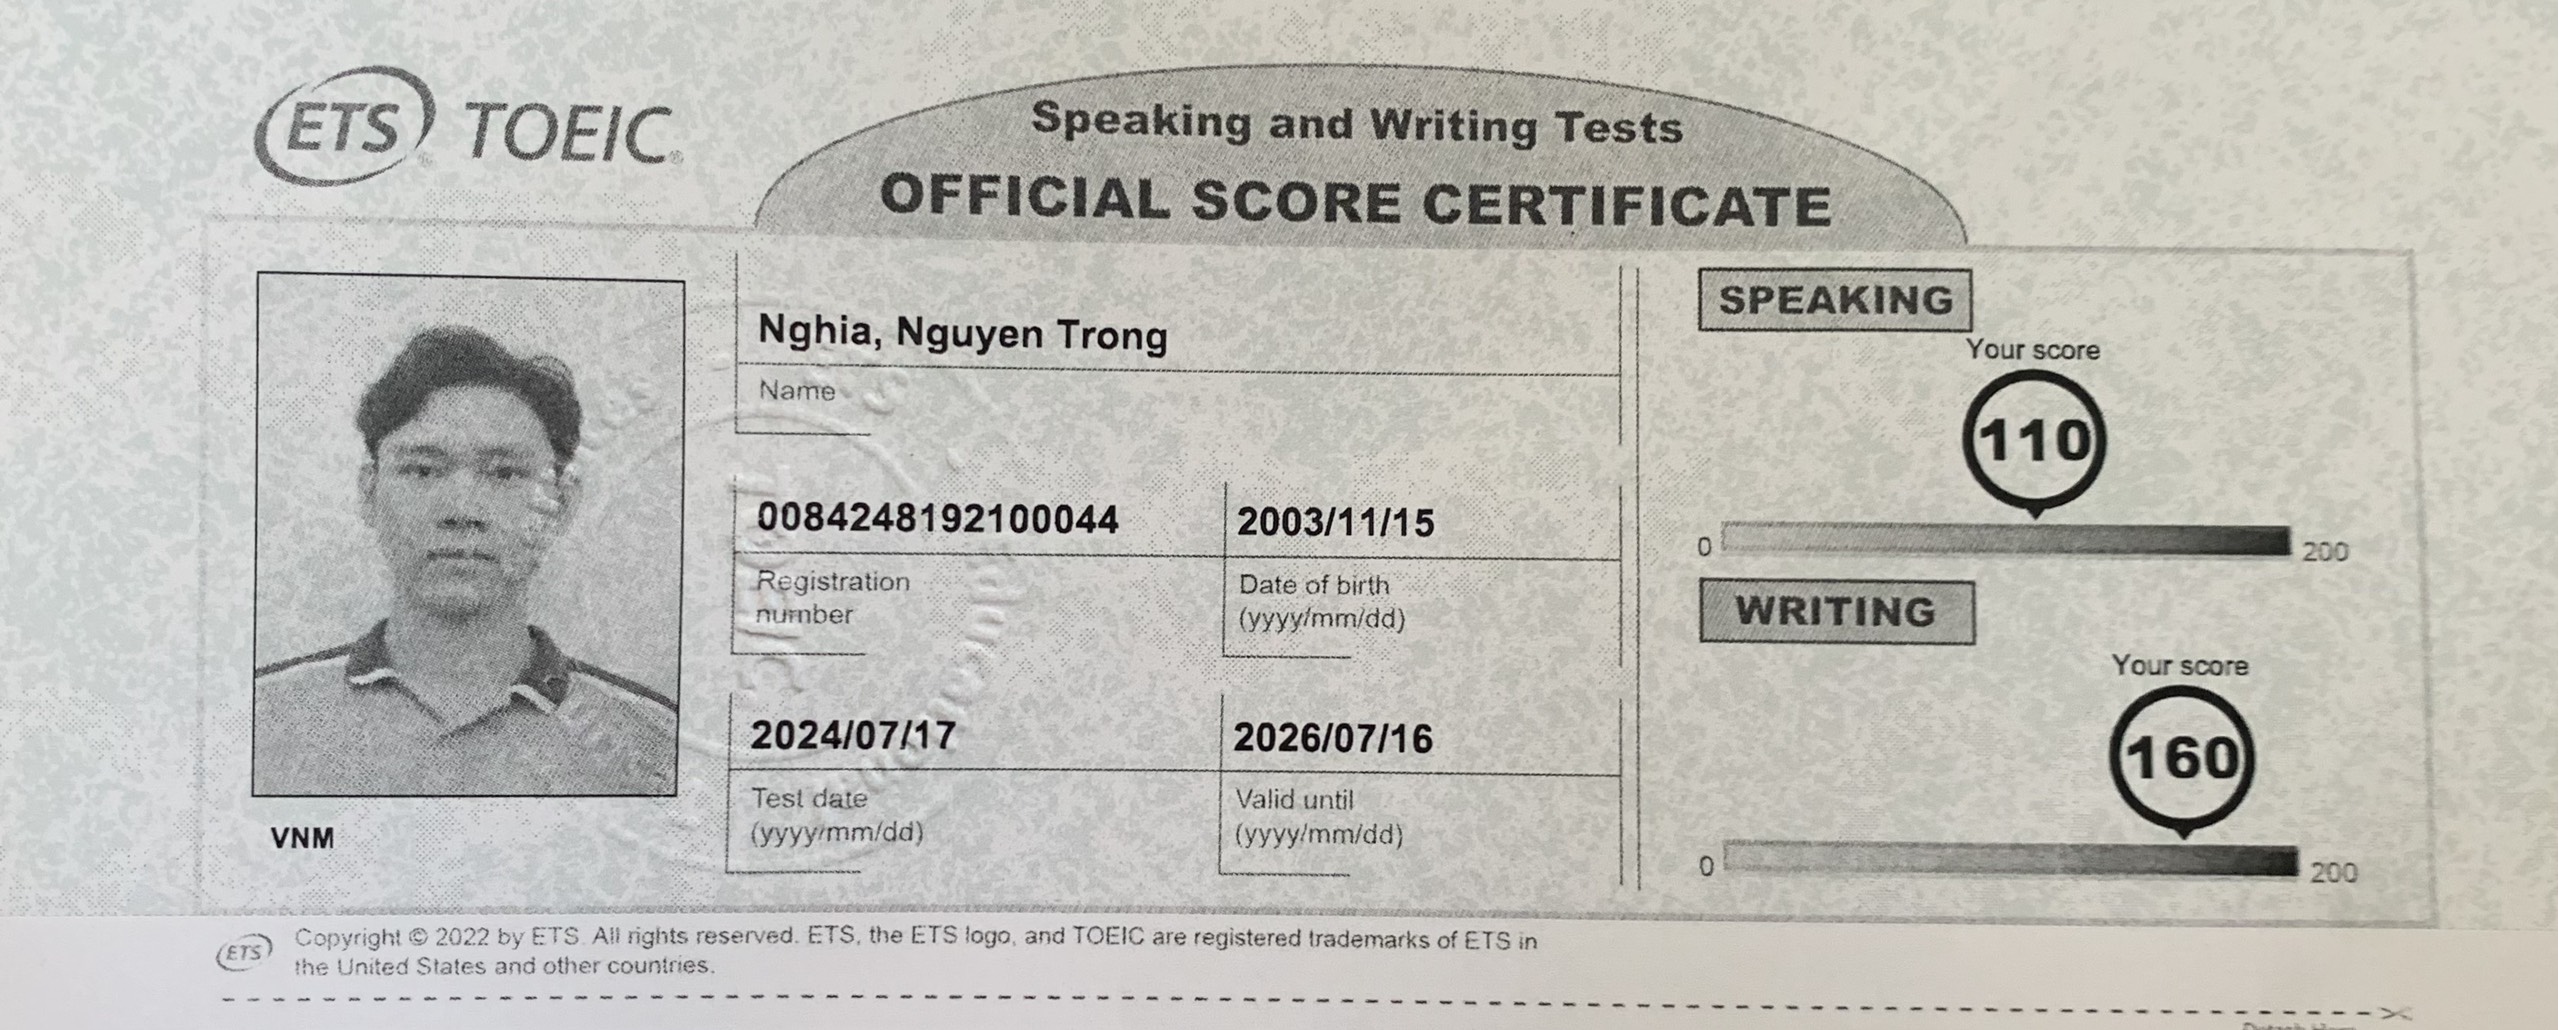 ETS TOEIC®
Speaking and Writing Tests
OFFICIAL SCORE CERTIFICATE
Nghia, Nguyen Trong
Name
0084248192100044
Registration
number
2003/11/15
Date of birth
(yyyy/mm/dd)
2024/07/17
Test date
(yyyy/mm/dd)
2026/07/16
Valid until
(yyyy/mm/dd)
VNM
SPEAKING
Your score
110
0 200
WRITING
Your score
160
0 200
ETS Copyright © 2022 by ETS. All rights reserved. ETS, the ETS logo, and TOEIC are registered trademarks of ETS in
the United States and other countries.